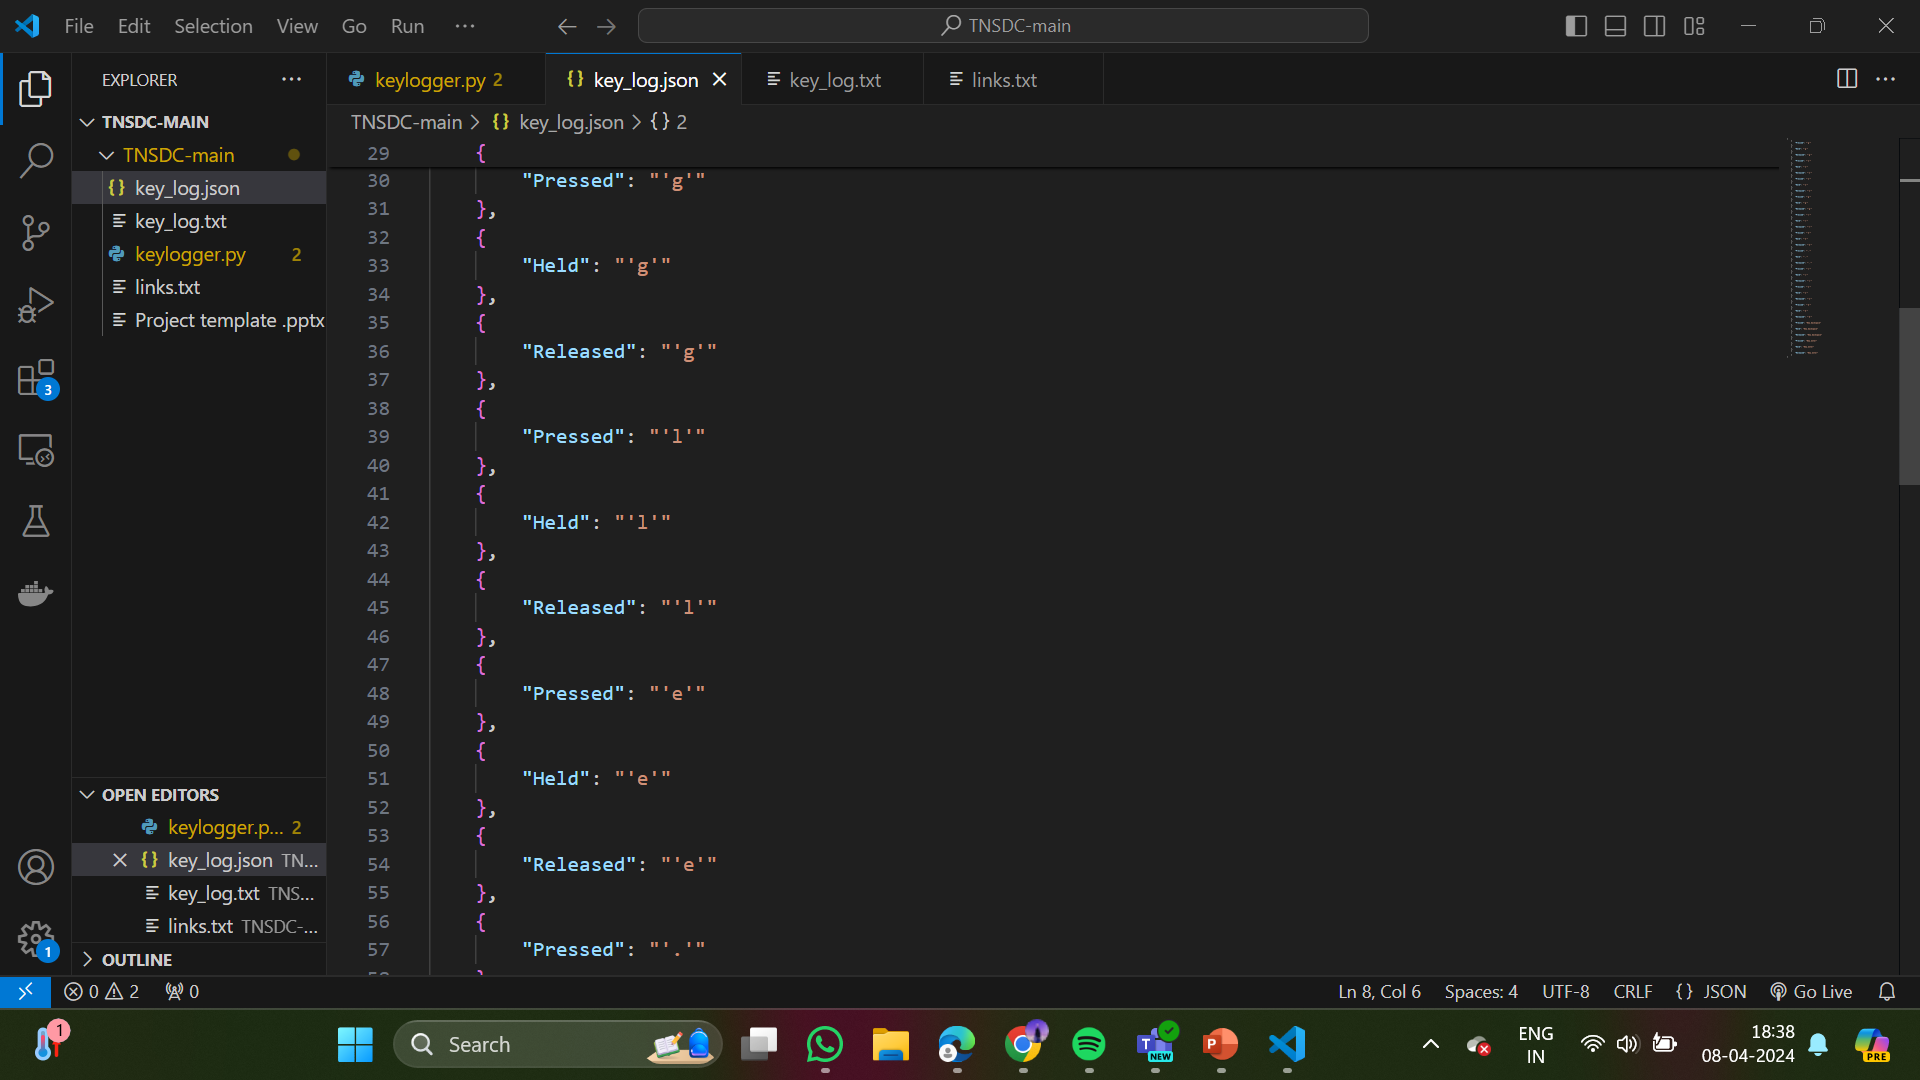 File Edit Selection View Go Run ··· TNSDC-main
EXPLORER ···
keylogger.py 2 {} key_log.json key_log.txt links.txt ···
TNSDC-MAIN
TNSDC-main
{} key_log.json
key_log.txt
keylogger.py 2
links.txt
Project template .pptx
3
OPEN EDITORS
keylogger.p... 2
{} key_log.json TN...
key_log.txt TNS...
links.txt TNSDC-...
OUTLINE
1
TNSDC-main > {} key_log.json > {} 2
29 {
30 "Pressed": "'g'"
31 },
32 {
33 "Held": "'g'"
34 },
35 {
36 "Released": "'g'"
37 },
38 {
39 "Pressed": "'l'"
40 },
41 {
42 "Held": "'l'"
43 },
44 {
45 "Released": "'l'"
46 },
47 {
48 "Pressed": "'e'"
49 },
50 {
51 "Held": "'e'"
52 },
53 {
54 "Released": "'e'"
55 },
56 {
57 "Pressed": "'.'"
0 2 0 Ln 8, Col 6 Spaces: 4 UTF-8 CRLF {} JSON Go Live
1 Search NEW ENG IN 18:38 PRE
08-04-2024